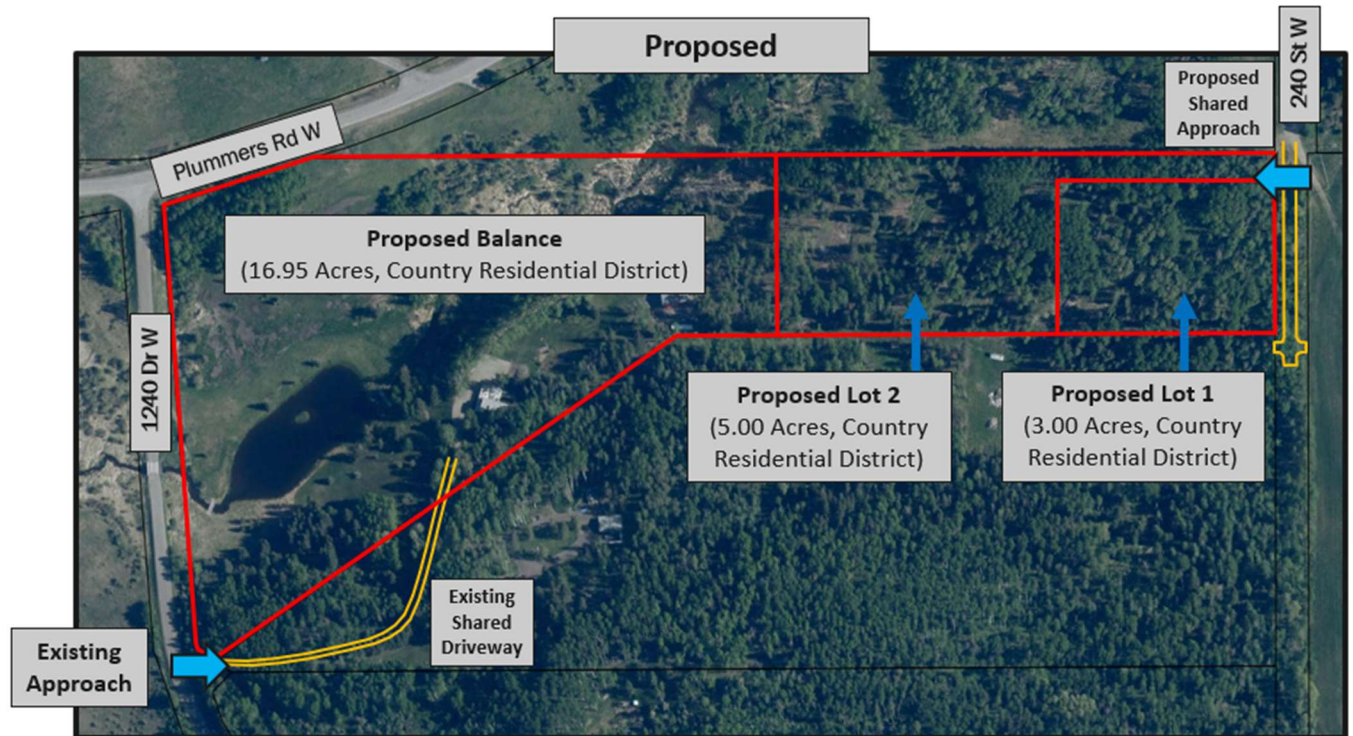 Proposed
240 St W
Proposed
Shared
Approach
Plummers Rd W
Proposed Balance
(16.95 Acres, Country Residential District)
1240 Dr W
Proposed Lot 2
(5.00 Acres, Country
Residential District)
Proposed Lot 1
(3.00 Acres, Country
Residential District)
Existing
Shared
Driveway
Existing
Approach